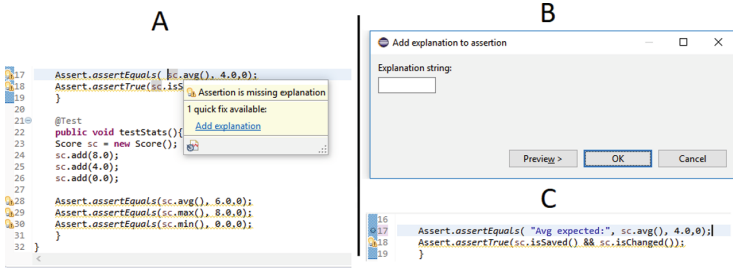 A
17 Assert.assertEquals( sc.avg(), 4.0,0);
18 Assert.assertTrue(sc.isS
19 }
Assertion is missing explanation
1 quick fix available:
Add explanation
20
21 @Test
22 public void testStats(){
23 Score sc = new Score();
24 sc.add(8.0);
25 sc.add(4.0);
26 sc.add(0.0);
27
28 Assert.assertEquals(sc.avg(), 6.0,0);
29 Assert.assertEquals(sc.max(), 8.0,0);
30 Assert.assertEquals(sc.min(), 0.0,0);
31 }
32 }
B
Add explanation to assertion
Explanation string:
Preview >
OK
Cancel
C
16
17 Assert.assertEquals( "Avg expected:", sc.avg(), 4.0,0);
18 Assert.assertTrue(sc.isSaved() && sc.isChanged());
19 }